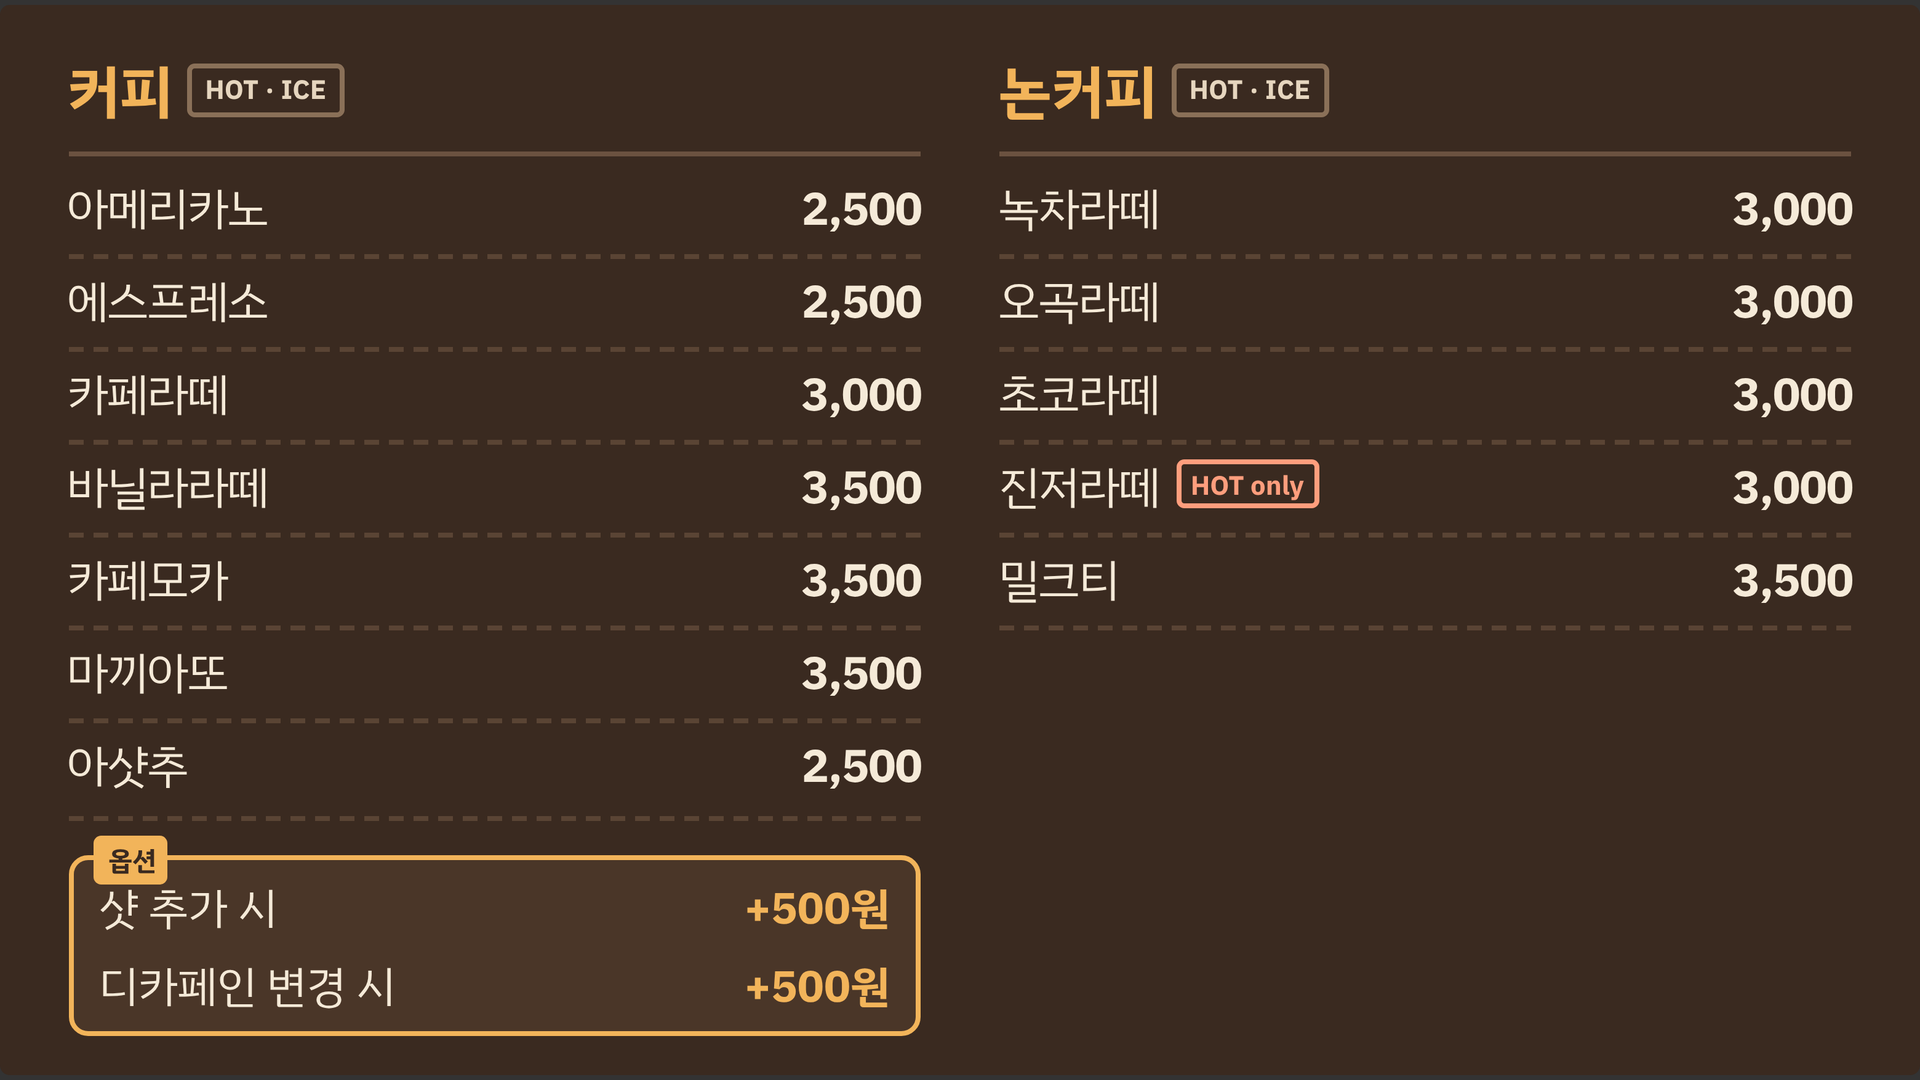 커피 HOT · ICE
아메리카노 2,500
에스프레소 2,500
카페라떼 3,000
바닐라라떼 3,500
카페모카 3,500
마끼아또 3,500
아샷추 2,500
옵션
샷 추가 시 +500원
디카페인 변경 시 +500원
논커피 HOT · ICE
녹차라떼 3,000
오곡라떼 3,000
초코라떼 3,000
진저라떼 HOT only 3,000
밀크티 3,500